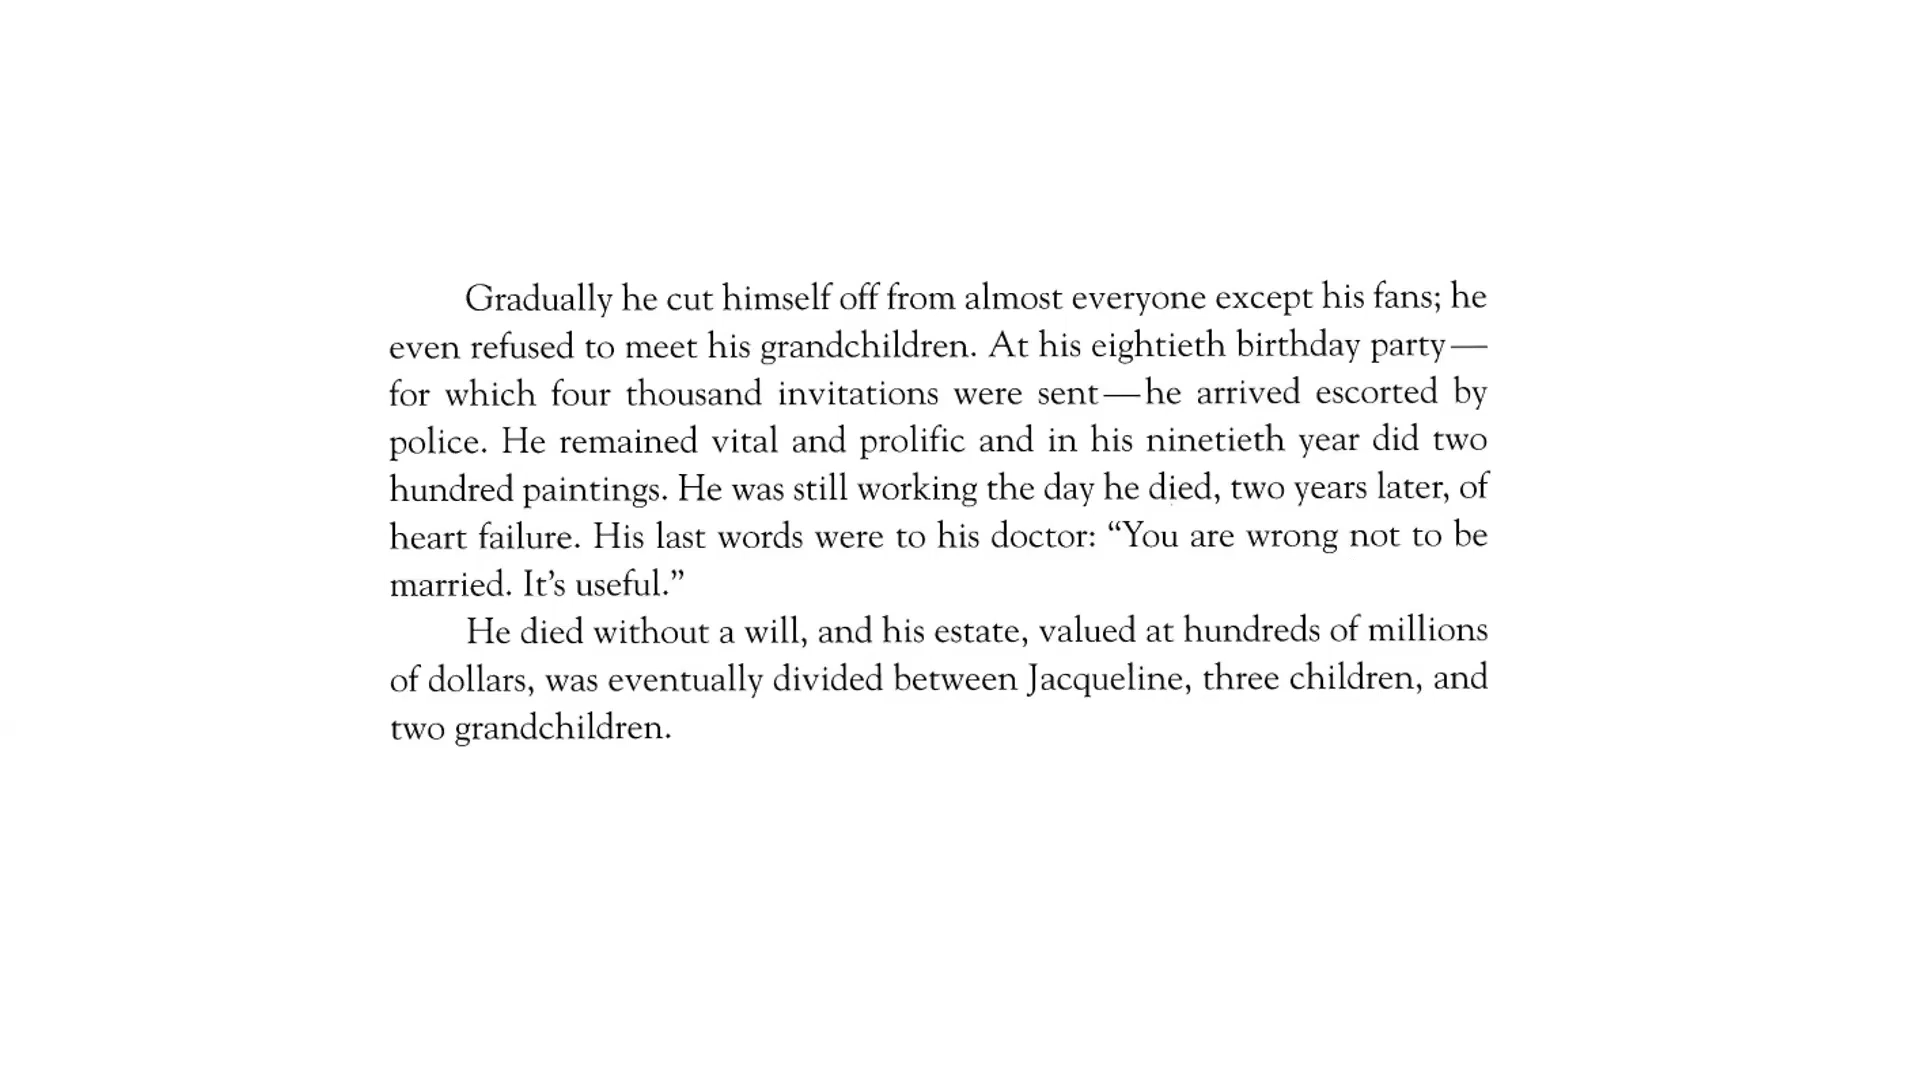 Gradually he cut himself off from almost everyone except his fans; he
even refused to meet his grandchildren. At his eightieth birthday party—
for which four thousand invitations were sent—he arrived escorted by
police. He remained vital and prolific and in his ninetieth year did two
hundred paintings. He was still working the day he died, two years later, of
heart failure. His last words were to his doctor: “You are wrong not to be
married. It’s useful.”
He died without a will, and his estate, valued at hundreds of millions
of dollars, was eventually divided between Jacqueline, three children, and
two grandchildren.